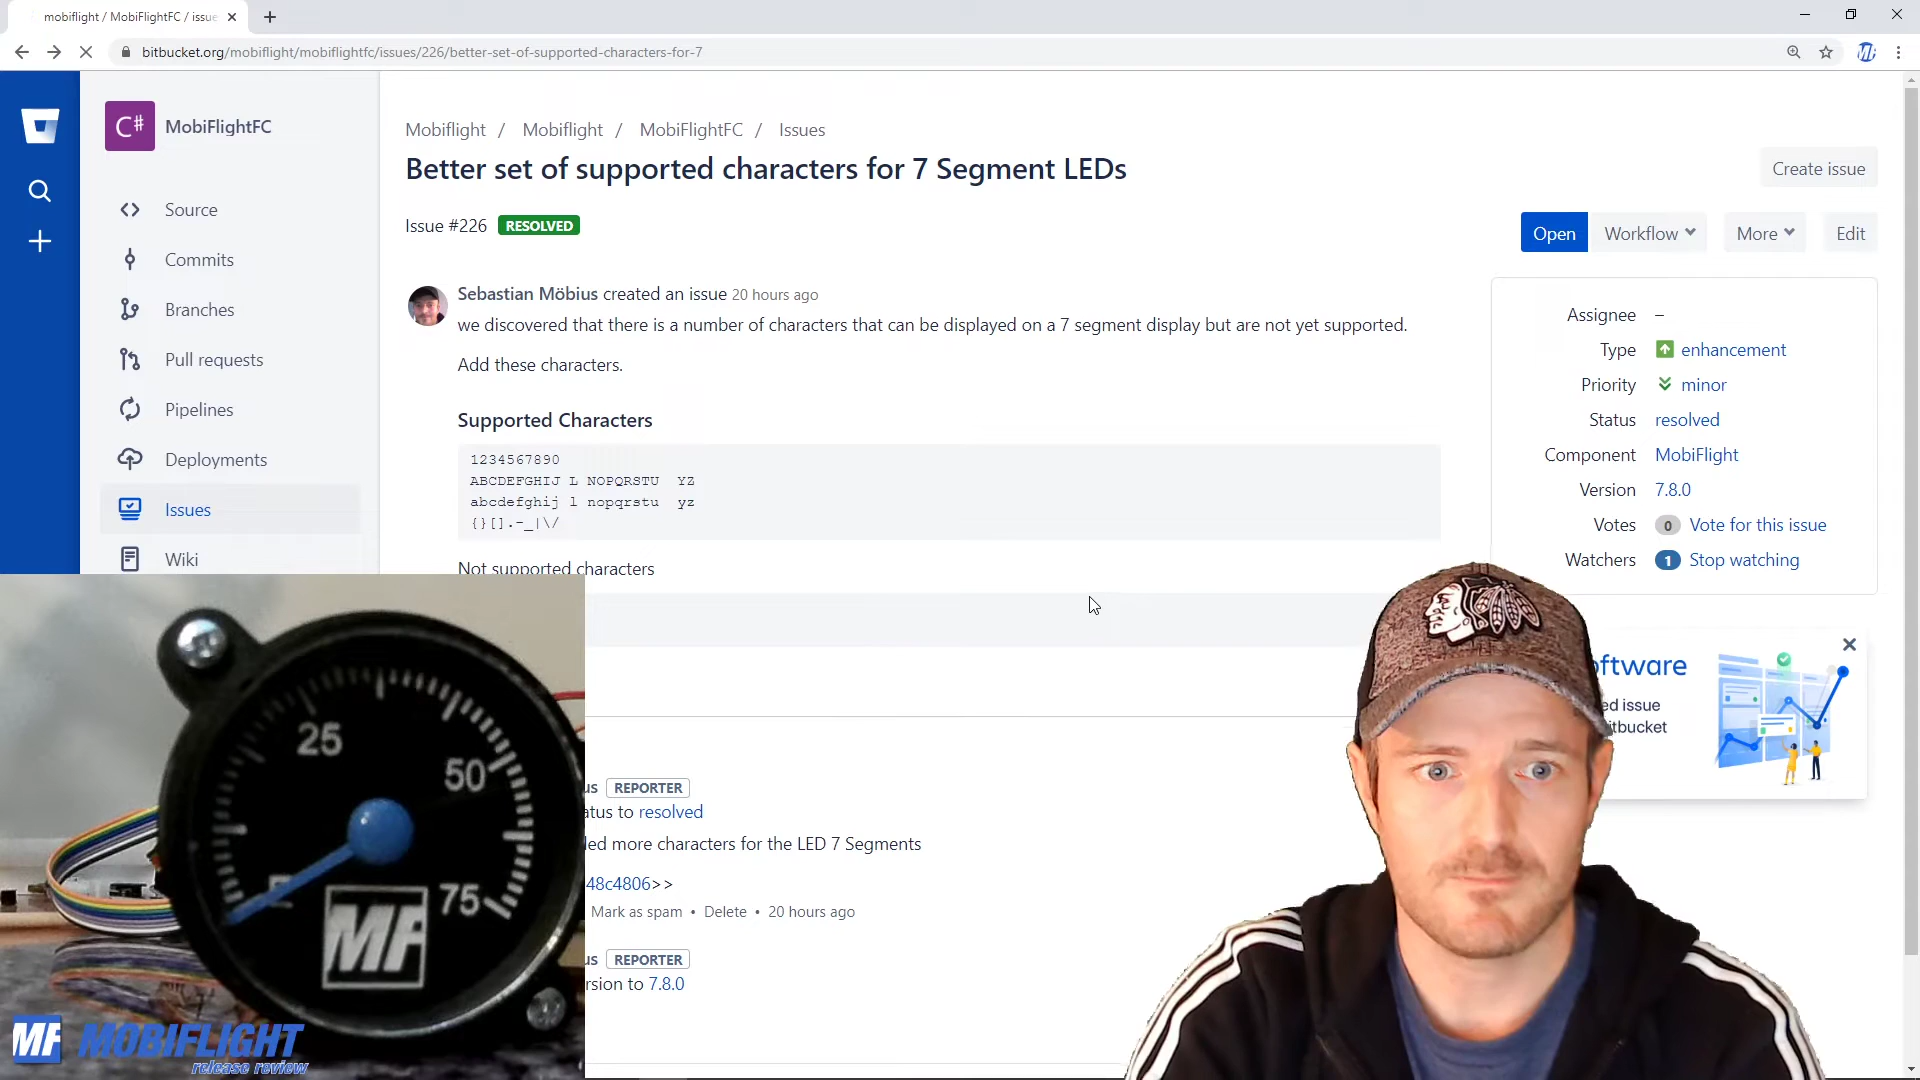 mobiflight / MobiFlightFC / issue
bitbucket.org/mobiflight/mobiflightfc/issues/226/better-set-of-supported-characters-for-7
C# MobiFlightFC
Source
Commits
Branches
Pull requests
Pipelines
Deployments
Issues
Wiki
Mobiflight / Mobiflight / MobiFlightFC / Issues
Better set of supported characters for 7 Segment LEDs
Create issue
Issue #226 RESOLVED
Open Workflow More Edit
Sebastian Möbius created an issue 20 hours ago
we discovered that there is a number of characters that can be displayed on a 7 segment display but are not yet supported.
Add these characters.
Supported Characters
1234567890
ABCDEFGHIJ L NOPQRSTU  YZ
abcdefghij l nopqrstu  yz
{}[].-_|\/
Not supported characters
Assignee –
Type enhancement
Priority minor
Status resolved
Component MobiFlight
Version 7.8.0
Votes 0 Vote for this issue
Watchers 1 Stop watching
oftware
ed issue
itbucket
us REPORTER
atus to resolved
led more characters for the LED 7 Segments
48c4806>>
Mark as spam • Delete • 20 hours ago
us REPORTER
rsion to 7.8.0
25
50
75
MF
MF MOBIFLIGHT
release review